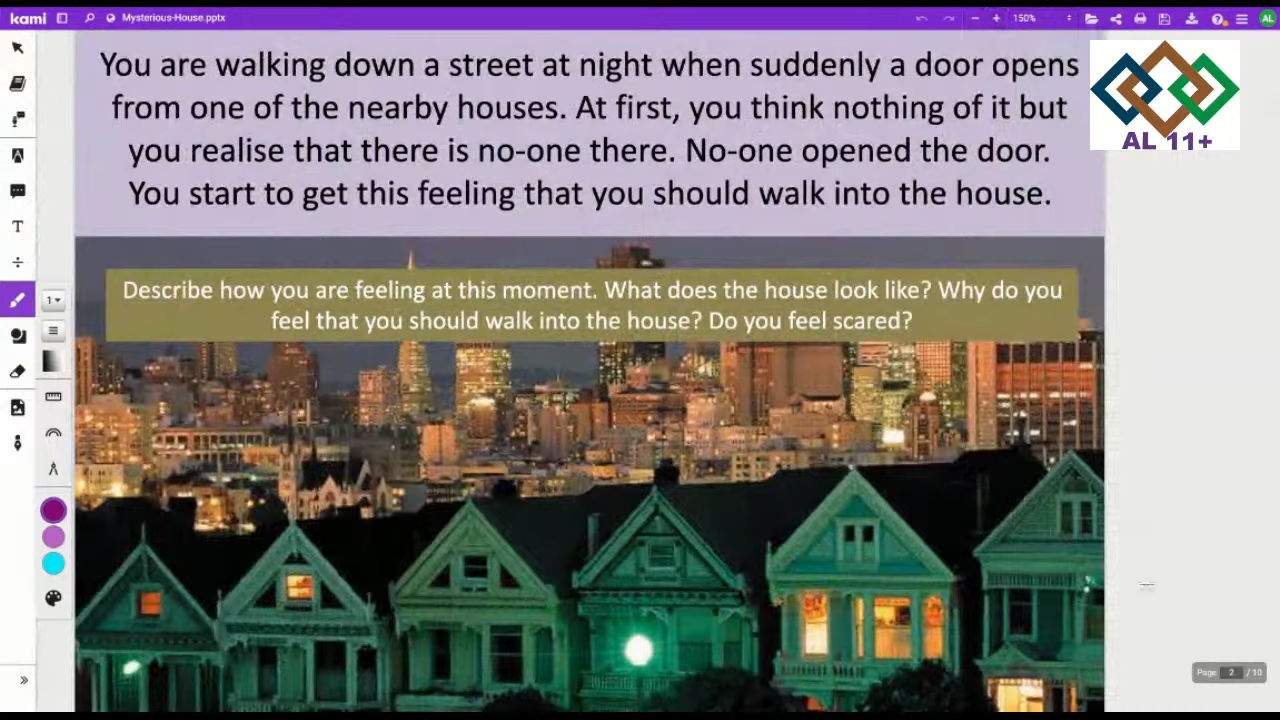 kami
Mysterious-House.pptx
150%
AL
You are walking down a street at night when suddenly a door opens
from one of the nearby houses. At first, you think nothing of it but
you realise that there is no-one there. No-one opened the door.
You start to get this feeling that you should walk into the house.
AL 11+
Describe how you are feeling at this moment. What does the house look like? Why do you
feel that you should walk into the house? Do you feel scared?
T
1
Page 2 / 10